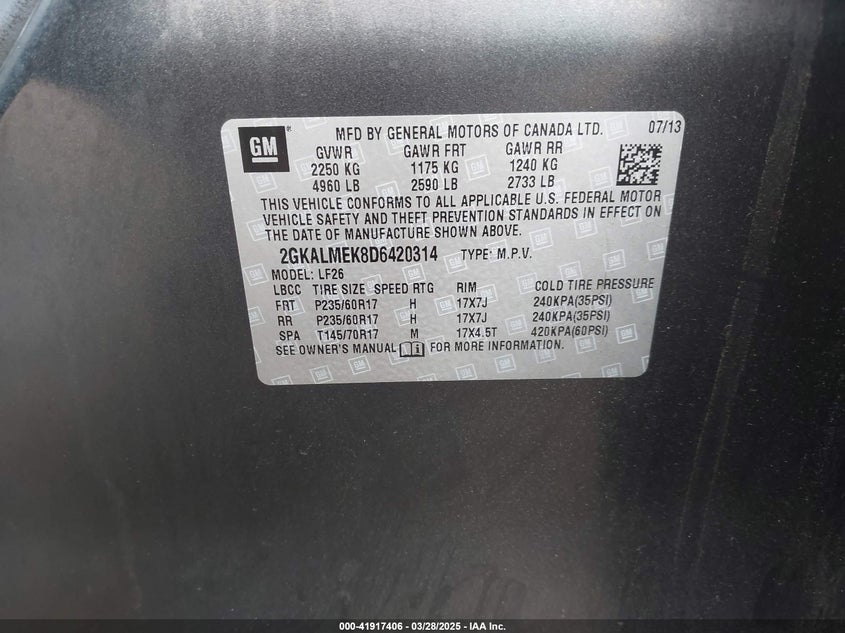 GM
MFD BY GENERAL MOTORS OF CANADA LTD. 07/13
GVWR GAWR FRT GAWR RR
2250 KG 1175 KG 1240 KG
4960 LB 2590 LB 2733 LB
THIS VEHICLE CONFORMS TO ALL APPLICABLE U.S. FEDERAL MOTOR
VEHICLE SAFETY AND THEFT PREVENTION STANDARDS IN EFFECT ON
THE DATE OF MANUFACTURE SHOWN ABOVE.
2GKALMEK8D6420314 TYPE: M.P.V.
MODEL: LF26
LBCC TIRE SIZE SPEED RTG RIM COLD TIRE PRESSURE
FRT P235/60R17 H 17X7J 240KPA(35PSI)
RR P235/60R17 H 17X7J 240KPA(35PSI)
SPA T145/70R17 M 17X4.5T 420KPA(60PSI)
SEE OWNER'S MANUAL FOR MORE INFORMATION.
000-41917406 — 03/28/2025 — IAA Inc.